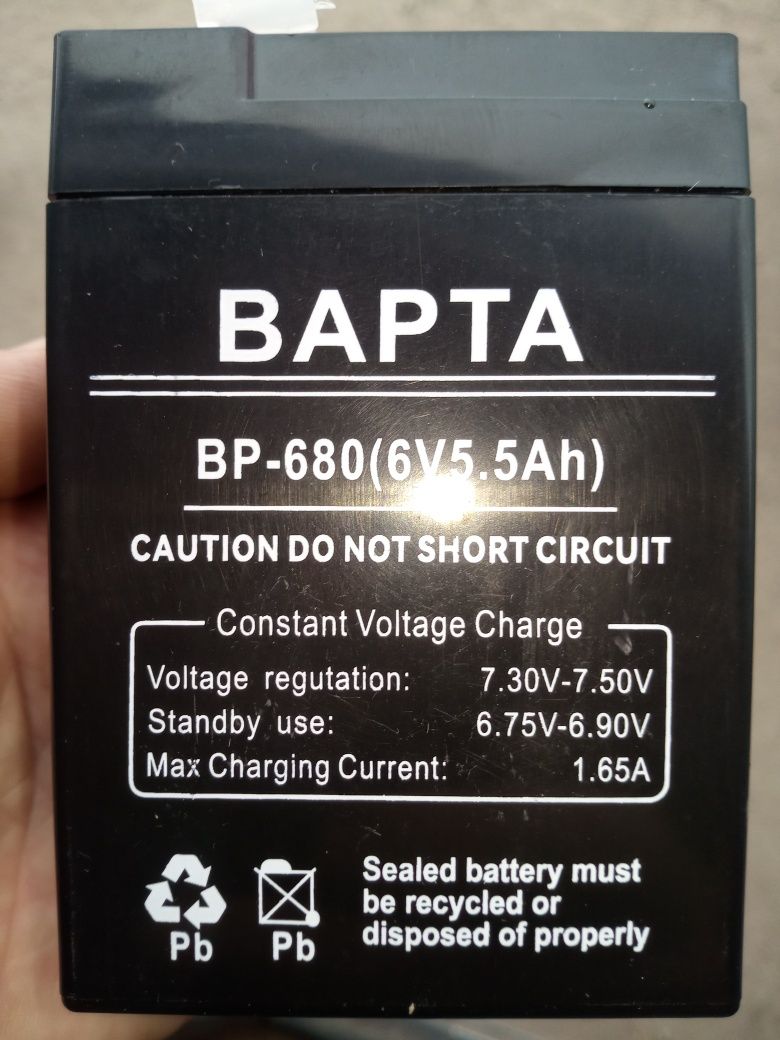 BAPTA
BP-680(6V5.5Ah)
CAUTION DO NOT SHORT CIRCUIT
Constant Voltage Charge
Voltage regutation: 7.30V-7.50V
Standby use: 6.75V-6.90V
Max Charging Current: 1.65A
Pb Pb
Sealed battery must
be recycled or
disposed of properly